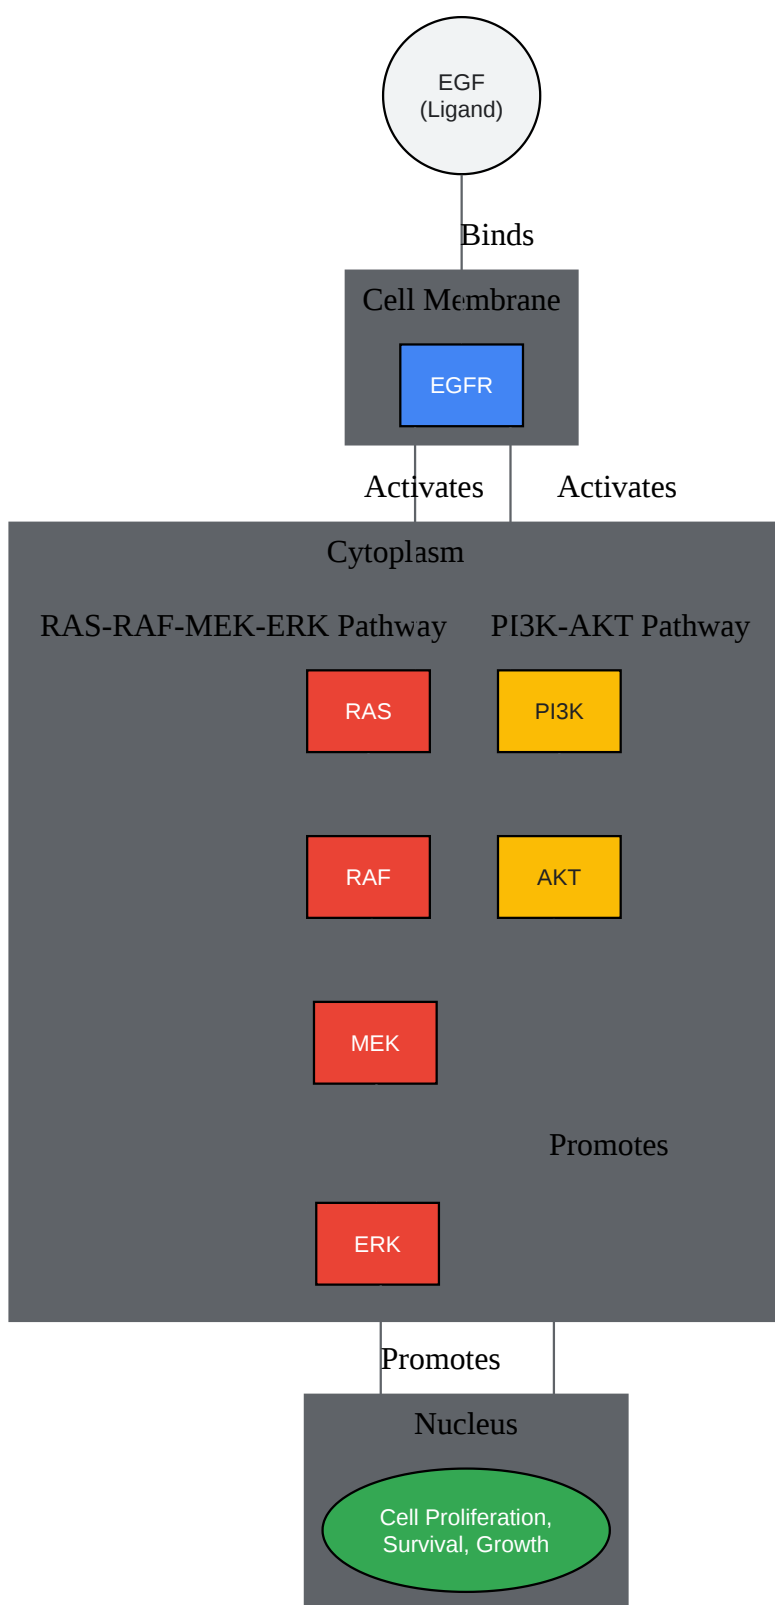 EGF
(Ligand)
Binds
Cell Membrane
EGFR
Activates
Activates
Cytoplasm
RAS-RAF-MEK-ERK Pathway
PI3K-AKT Pathway
RAS
PI3K
RAF
AKT
MEK
Promotes
ERK
Promotes
Nucleus
Cell Proliferation,
Survival, Growth